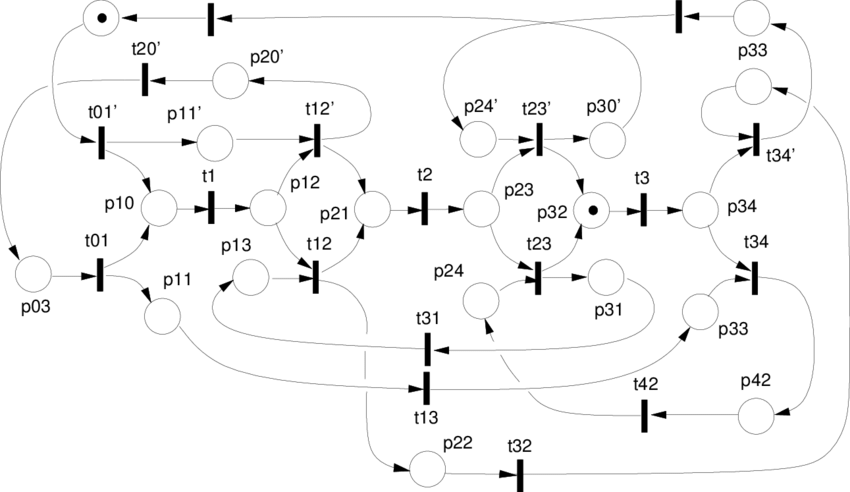 p33
t20’
p20’
t01’
p11’
t12’
p24’
t23’
p30’
t34’
t1
p12
t2
p23
t3
p10
p21
p32
p34
t01
p13
t12
t23
t34
p24
p11
p03
p31
p33
t31
t42
p42
t13
p22
t32